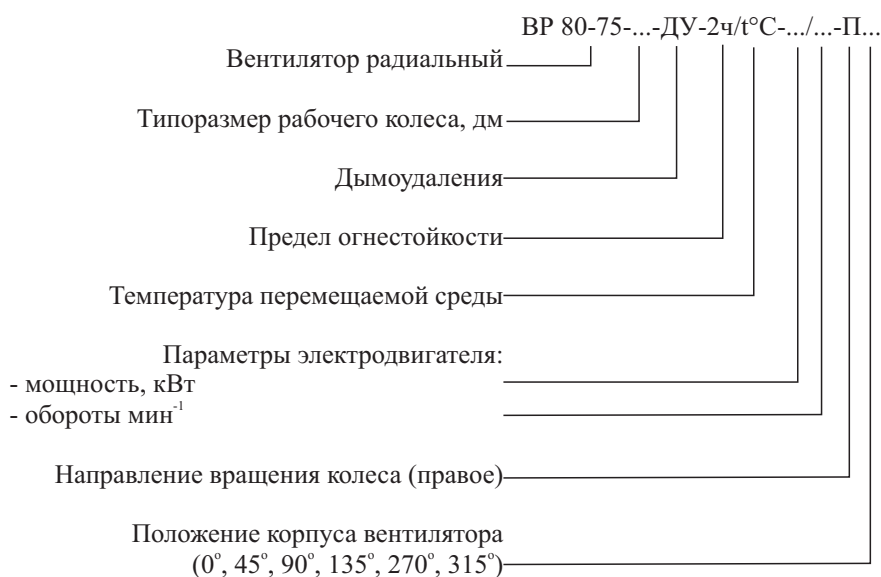 ВР 80-75-...-ДУ-2ч/t°С-.../...-П...
Вентилятор радиальный
Типоразмер рабочего колеса, дм
Дымоудаления
Предел огнестойкости
Температура перемещаемой среды
Параметры электродвигателя:
- мощность, кВт
- обороты мин⁻¹
Направление вращения колеса (правое)
Положение корпуса вентилятора
(0°, 45°, 90°, 135°, 270°, 315°)